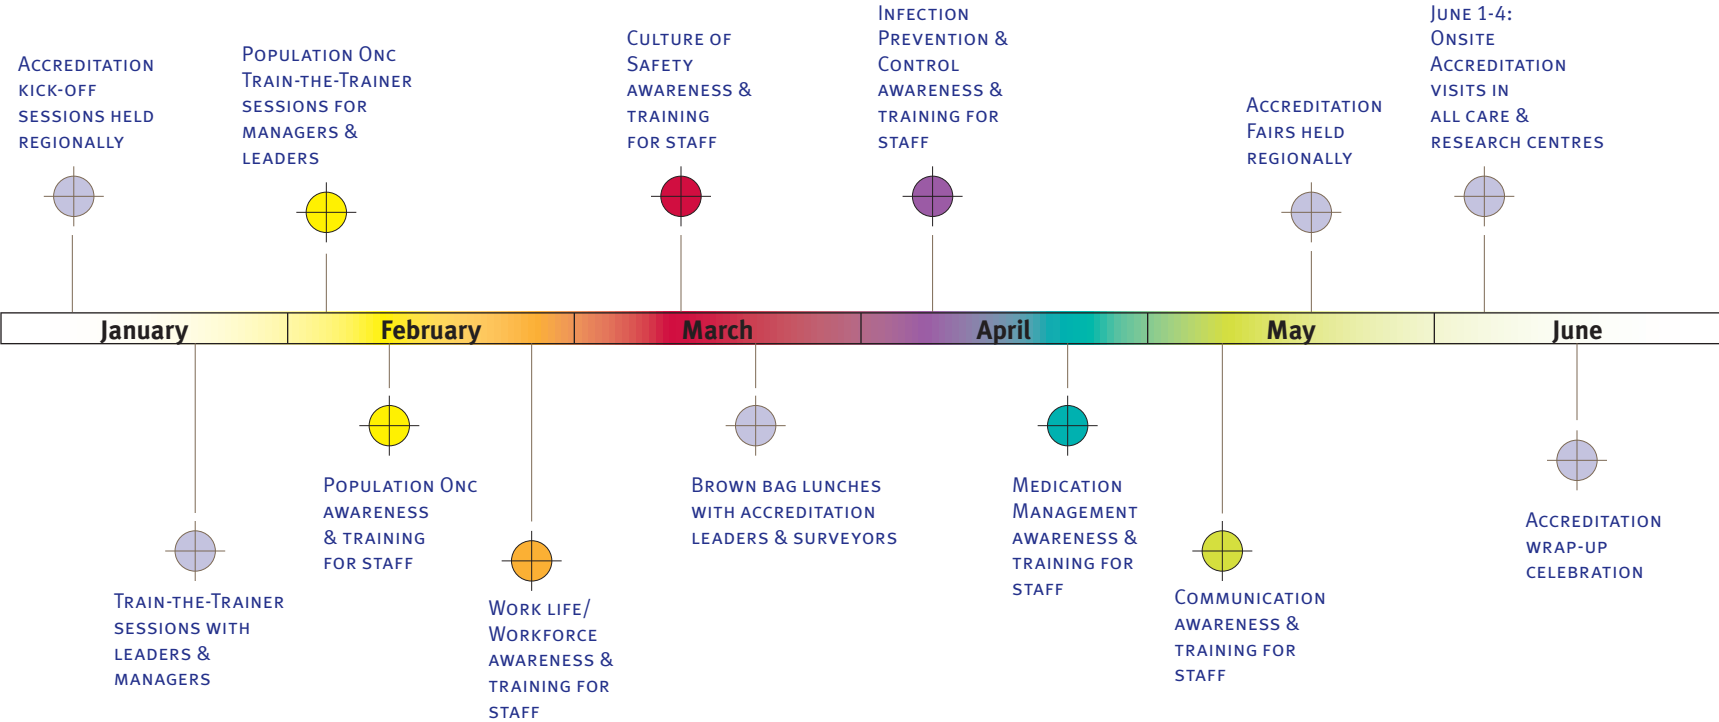 Accreditation
kick-off
sessions held
regionally
Population Onc
Train-the-Trainer
sessions for
managers &
leaders
Culture of
Safety
awareness &
training
for staff
Infection
Prevention &
Control
awareness &
training for
staff
Accreditation
Fairs held
regionally
June 1-4:
Onsite
Accreditation
visits in
all care &
research centres
January
February
March
April
May
June
Train-the-Trainer
sessions with
leaders &
managers
Population Onc
awareness
& training
for staff
Work life/
Workforce
awareness &
training for
staff
Brown bag lunches
with accreditation
leaders & surveyors
Medication
Management
awareness &
training for
staff
Communication
awareness &
training for
staff
Accreditation
wrap-up
celebration